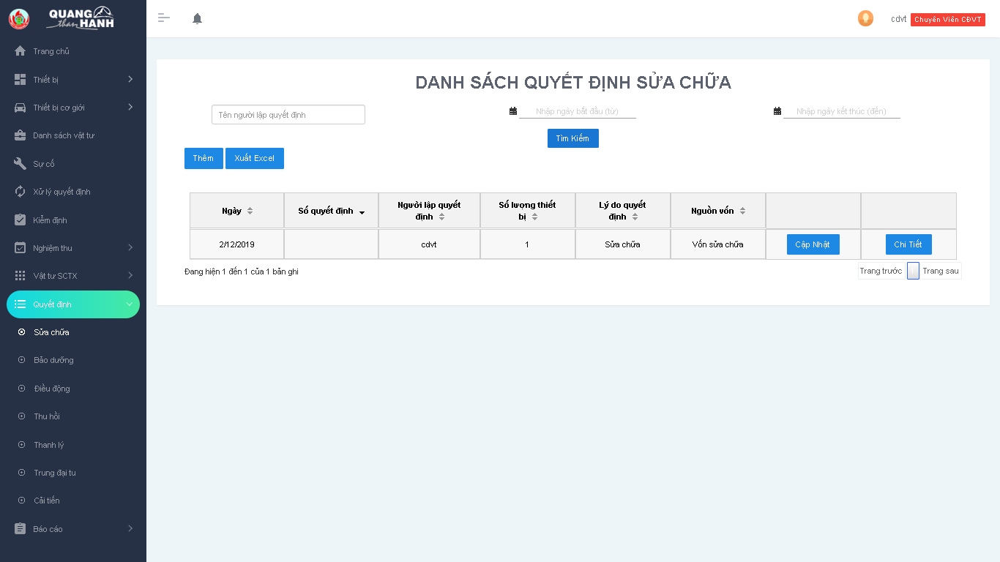 QUANG
than HANH
cdvt Chuyên Viên CĐVT
Trang chủ
Thiết bị
Thiết bị cơ giới
Danh sách vật tư
Sự cố
Xử lý quyết định
Kiểm định
Nghiệm thu
Vật tư SCTX
Quyết định
Sửa chữa
Bảo dưỡng
Điều động
Thu hồi
Thanh lý
Trung đại tu
Cải tiến
Báo cáo
DANH SÁCH QUYẾT ĐỊNH SỬA CHỮA
Tên người lập quyết định
Nhập ngày bắt đầu (từ)
Nhập ngày kết thúc (đến)
Tìm Kiếm
Thêm Xuất Excel
Ngày Số quyết định Người lập quyết định Số lượng thiết bị Lý do quyết định Nguồn vốn
2/12/2019 cdvt 1 Sửa chữa Vốn sửa chữa Cập Nhật Chi Tiết
Đang hiện 1 đến 1 của 1 bản ghi
Trang trước 1 Trang sau